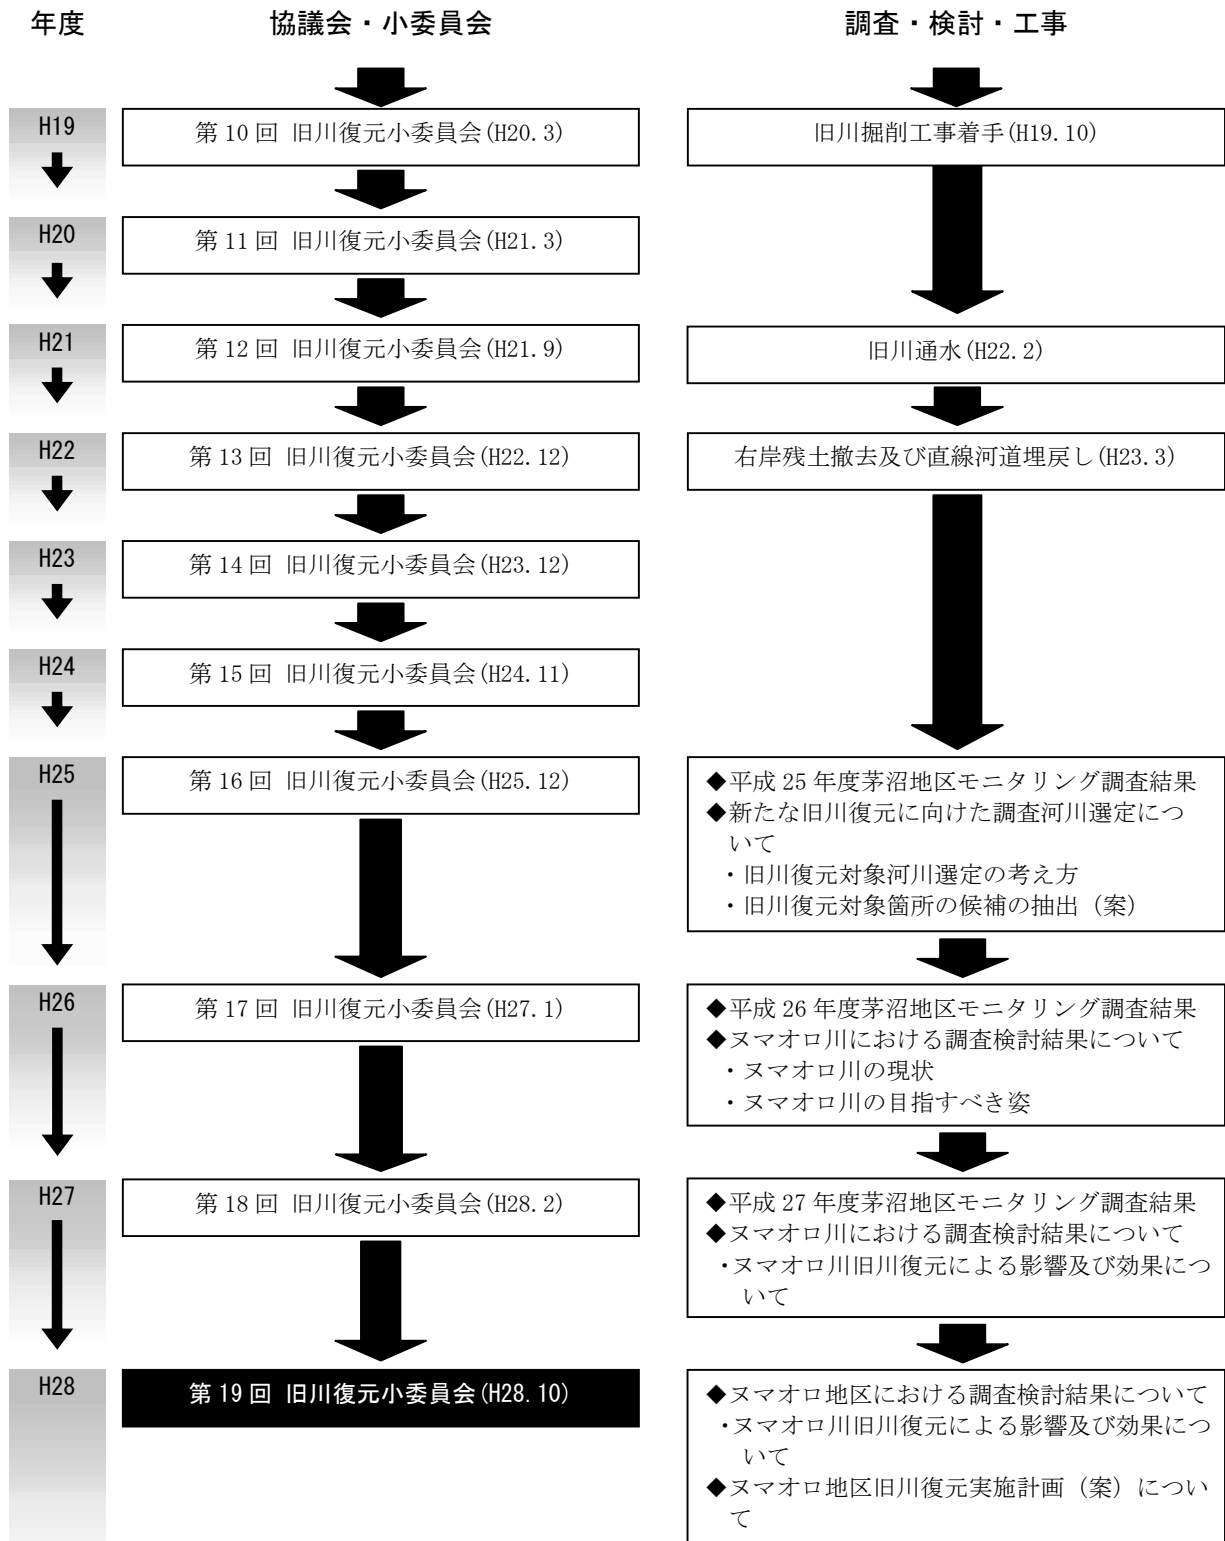 年度 協議会・小委員会 調査・検討・工事
H19 第10回 旧川復元小委員会(H20.3) 旧川掘削工事着手(H19.10)
H20 第11回 旧川復元小委員会(H21.3)
H21 第12回 旧川復元小委員会(H21.9) 旧川通水(H22.2)
H22 第13回 旧川復元小委員会(H22.12) 右岸残土撤去及び直線河道埋戻し(H23.3)
H23 第14回 旧川復元小委員会(H23.12)
H24 第15回 旧川復元小委員会(H24.11)
H25 第16回 旧川復元小委員会(H25.12)
◆平成25年度茅沼地区モニタリング調査結果
◆新たな旧川復元に向けた調査河川選定につ
いて
・旧川復元対象河川選定の考え方
・旧川復元対象箇所の候補の抽出（案）
H26 第17回 旧川復元小委員会(H27.1)
◆平成26年度茅沼地区モニタリング調査結果
◆ヌマオロ川における調査検討結果について
・ヌマオロ川の現状
・ヌマオロ川の目指すべき姿
H27 第18回 旧川復元小委員会(H28.2)
◆平成27年度茅沼地区モニタリング調査結果
◆ヌマオロ川における調査検討結果について
・ヌマオロ川旧川復元による影響及び効果につ
いて
H28 第19回 旧川復元小委員会(H28.10)
◆ヌマオロ地区における調査検討結果について
・ヌマオロ川旧川復元による影響及び効果につ
いて
◆ヌマオロ地区旧川復元実施計画（案）につい
て